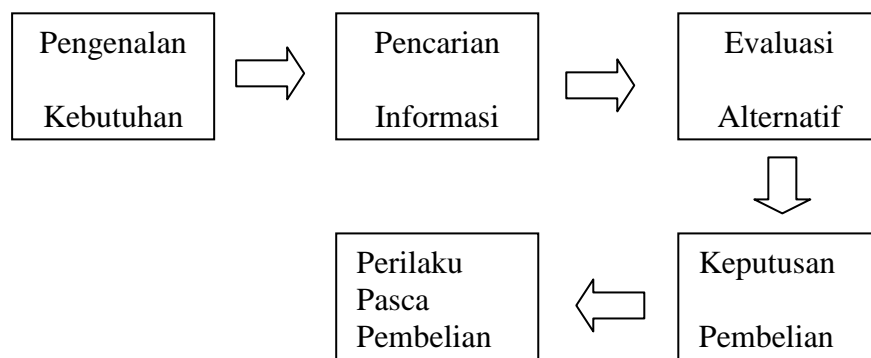 Pengenalan
Kebutuhan
Pencarian
Informasi
Evaluasi
Alternatif
Perilaku
Pasca
Pembelian
Keputusan
Pembelian